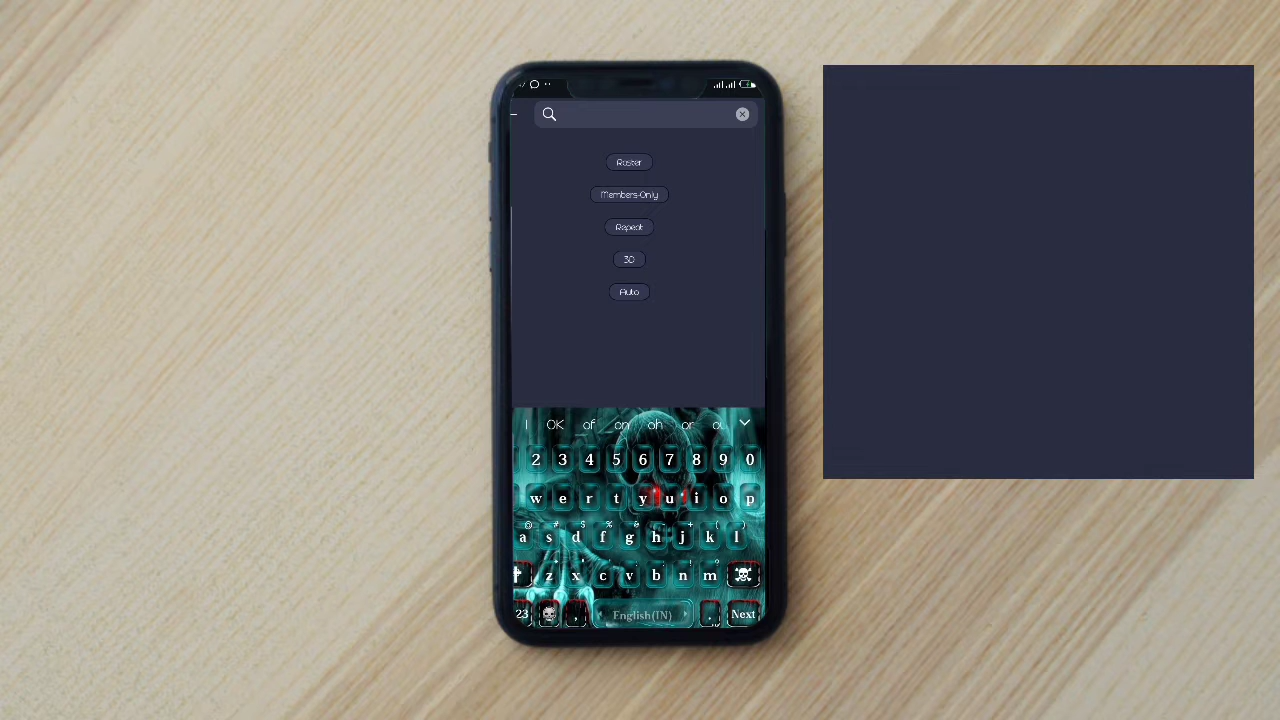 Roster
Members-Only
Repeat
3D
Auto
I OK of on oh or
2 3 4 5 6 7 8 9 0
w e r t y u i o p
@ # $ % & - + ( )
a s d f g h j k l
z x c v b n m
23 , English(IN) . Next